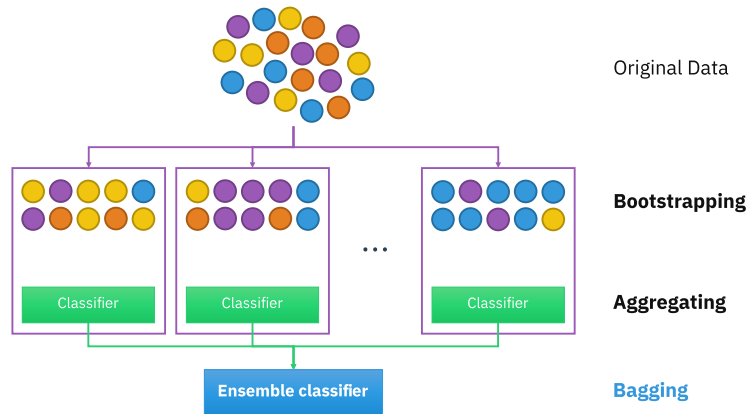 Original Data
Bootstrapping
...
Classifier
Classifier
Classifier
Aggregating
Ensemble classifier
Bagging